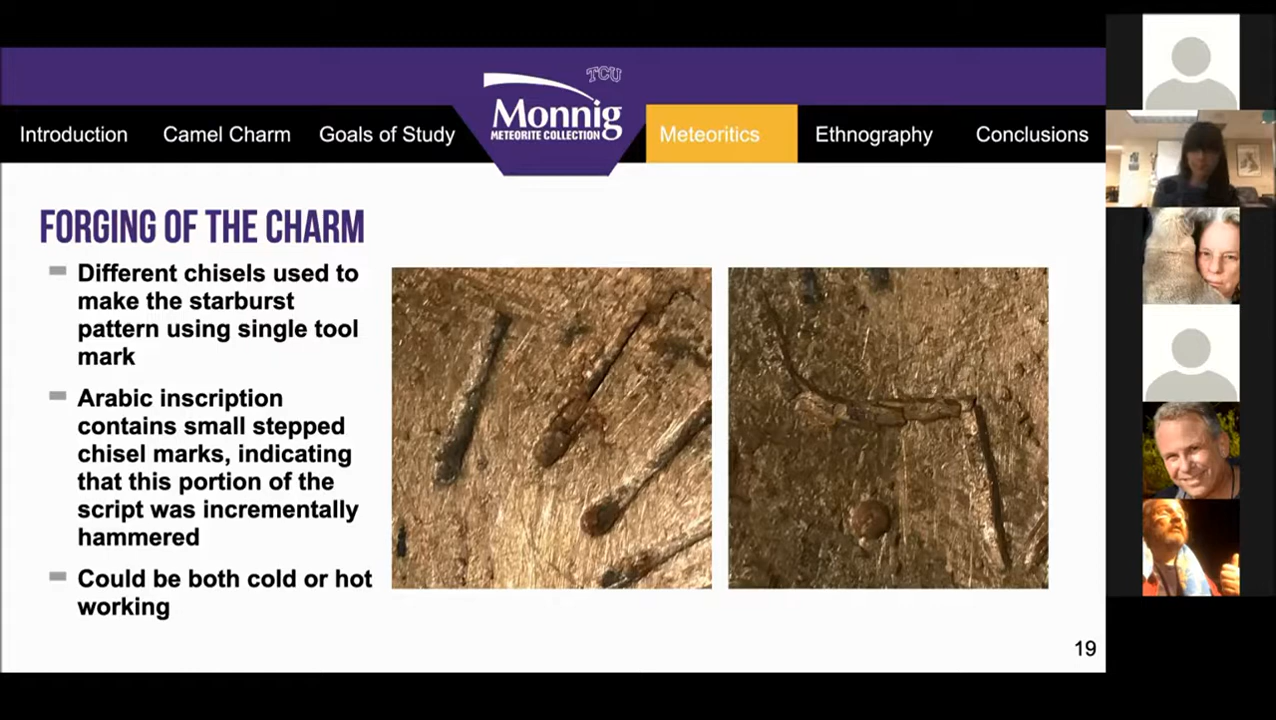 TCU
Monnig
METEORITE COLLECTION
Introduction
Camel Charm
Goals of Study
Meteoritics
Ethnography
Conclusions
FORGING OF THE CHARM
Different chisels used to
make the starburst
pattern using single tool
mark
Arabic inscription
contains small stepped
chisel marks, indicating
that this portion of the
script was incrementally
hammered
Could be both cold or hot
working
19